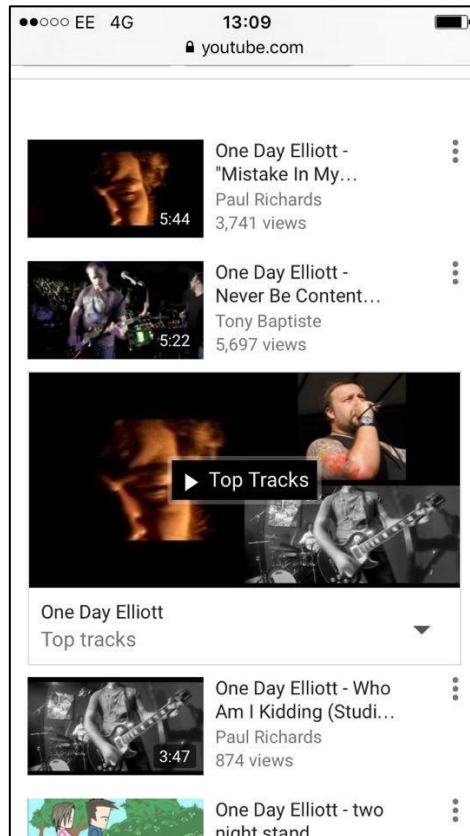 EE 4G 13:09
youtube.com
One Day Elliott -
"Mistake In My...
Paul Richards
3,741 views
5:44
One Day Elliott -
Never Be Content...
Tony Baptiste
5,697 views
5:22
Top Tracks
One Day Elliott
Top tracks
One Day Elliott - Who
Am I Kidding (Studi...
Paul Richards
874 views
3:47
One Day Elliott - two
night stand